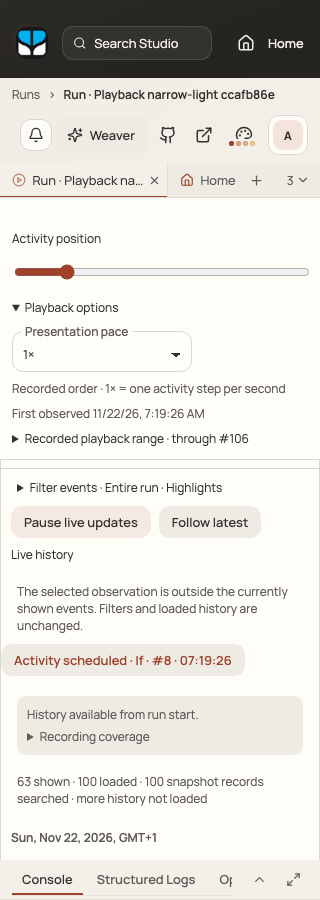 Search Studio
Home
Runs › Run · Playback narrow-light ccafb86e
Weaver
A
Run · Playback na...
Home
3
Activity position
Playback options
Presentation pace
1×
Recorded order · 1× = one activity step per second
First observed 11/22/26, 7:19:26 AM
Recorded playback range · through #106
Filter events · Entire run · Highlights
Pause live updates
Follow latest
Live history
The selected observation is outside the currently
shown events. Filters and loaded history are
unchanged.
Activity scheduled · If · #8 · 07:19:26
History available from run start.
Recording coverage
63 shown · 100 loaded · 100 snapshot records
searched · more history not loaded
Sun, Nov 22, 2026, GMT+1
Console
Structured Logs